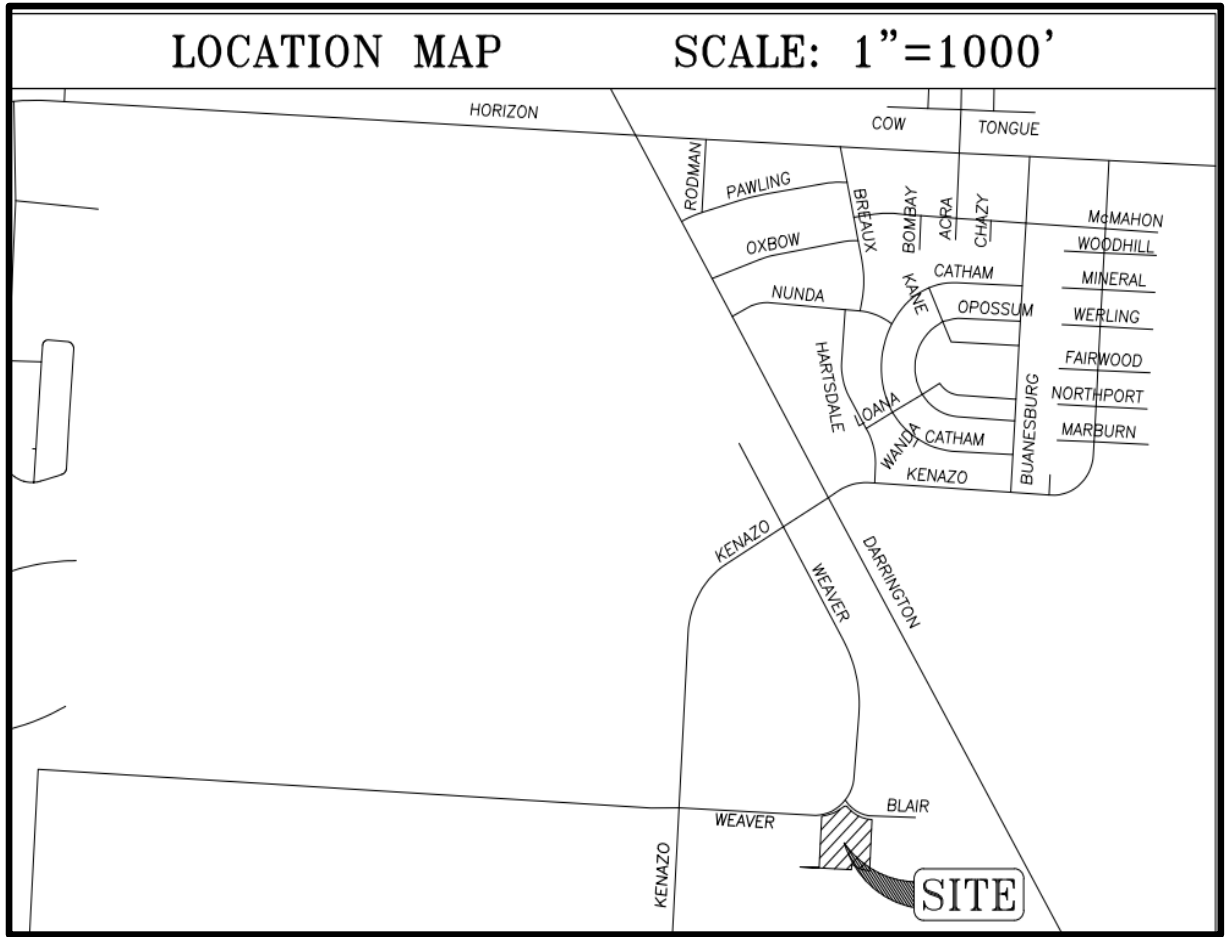 LOCATION MAP SCALE: 1”=1000’
HORIZON
COW TONGUE
RODMAN
PAWLING
BREAUX
BOMBAY
ACRA
CHAZY
McMAHON
WOODHILL
OXBOW
CATHAM
MINERAL
KANE
NUNDA
OPOSSUM
WERLING
HARTSDALE
FAIRWOOD
BUANESBURG
NORTHPORT
LOANA
MARBURN
WANDA
CATHAM
KENAZO
KENAZO
DARRINGTON
WEAVER
BLAIR
WEAVER
KENAZO
SITE